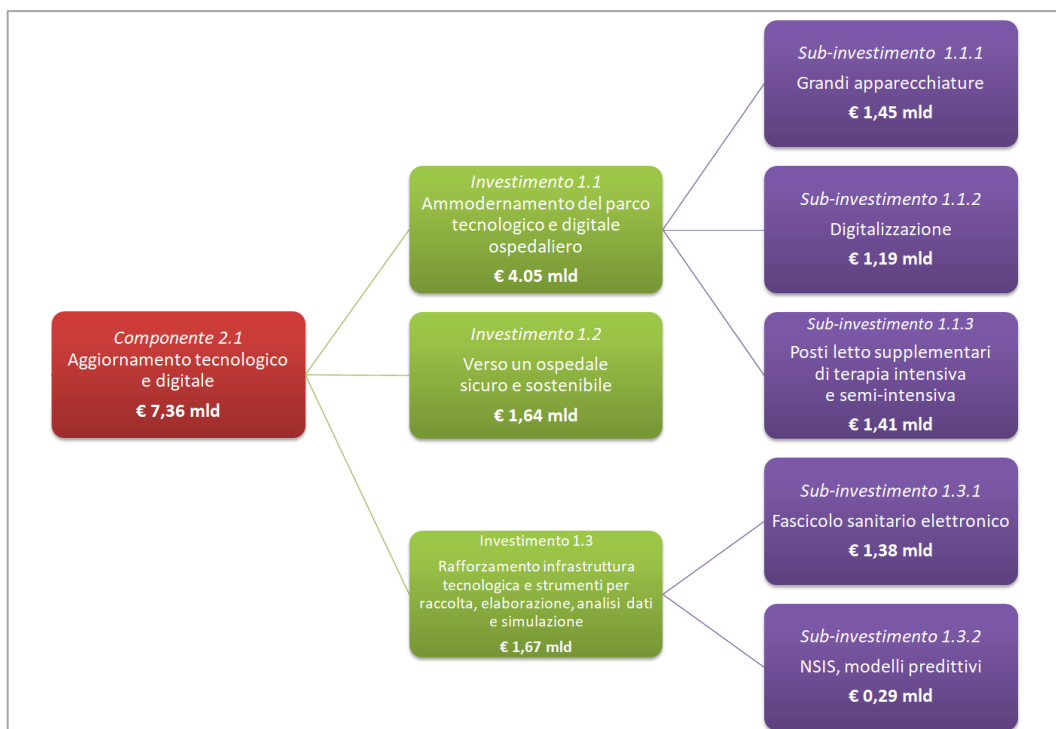 Componente 2.1
Aggiornamento tecnologico
e digitale
€ 7,36 mld
Investimento 1.1
Ammodernamento del parco
tecnologico e digitale
ospedaliero
€ 4.05 mld
Investimento 1.2
Verso un ospedale
sicuro e sostenibile
€ 1,64 mld
Investimento 1.3
Rafforzamento infrastruttura
tecnologica e strumenti per
raccolta, elaborazione, analisi dati
e simulazione
€ 1,67 mld
Sub-investimento 1.1.1
Grandi apparecchiature
€ 1,45 mld
Sub-investimento 1.1.2
Digitalizzazione
€ 1,19 mld
Sub-investimento 1.1.3
Posti letto supplementari
di terapia intensiva
e semi-intensiva
€ 1,41 mld
Sub-investimento 1.3.1
Fascicolo sanitario elettronico
€ 1,38 mld
Sub-investimento 1.3.2
NSIS, modelli predittivi
€ 0,29 mld